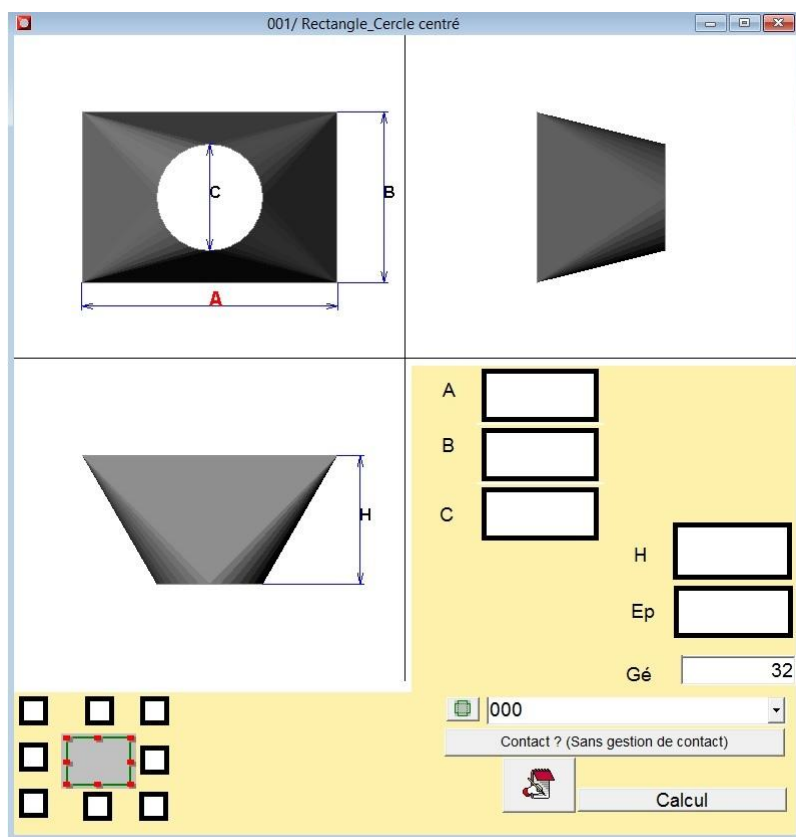 001/ Rectangle_Cercle centré
C
B
A
H
A
B
C
H
Ep
Gé 32
000
Contact ? (Sans gestion de contact)
Calcul